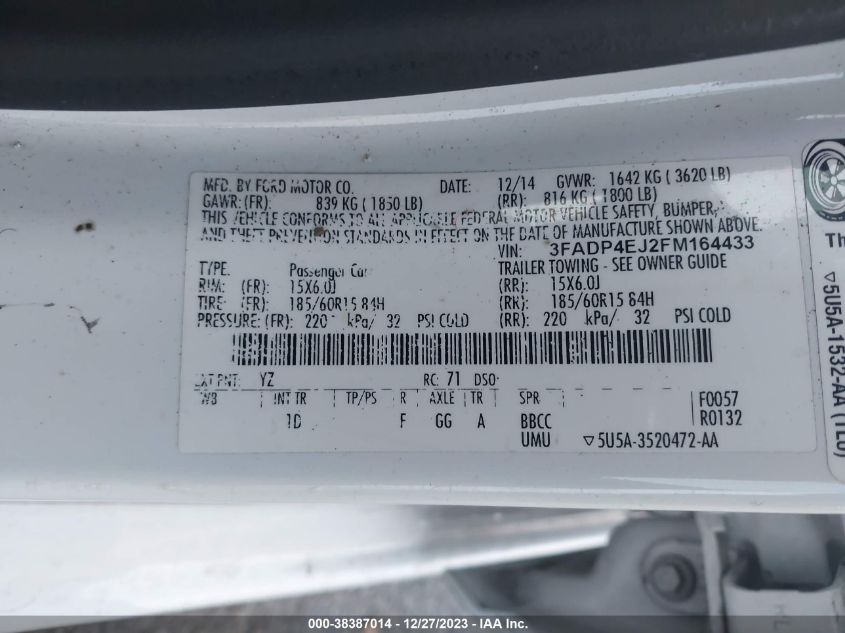 MFD. BY FORD MOTOR CO. DATE: 12/14 GVWR: 1642 KG ( 3620 LB)
GAWR: (FR): 839 KG ( 1850 LB) (RR): 816 KG ( 1800 LB)
THIS VEHICLE CONFORMS TO ALL APPLICABLE FEDERAL MOTOR VEHICLE SAFETY, BUMPER,
AND THEFT PREVENTION STANDARDS IN EFFECT ON THE DATE OF MANUFACTURE SHOWN ABOVE.
VIN: 3FADP4EJ2FM164433
TYPE: Passenger Car TRAILER TOWING - SEE OWNER GUIDE
RIM: (FR): 15X6.0J (RR): 15X6.0J
TIRE: (FR): 185/60R15 84H (RR): 185/60R15 84H
PRESSURE: (FR): 220 kPa/ 32 PSI COLD (RR): 220 kPa/ 32 PSI COLD
EXT PNT: YZ RC: 71 DSO:
WB INT TR TP/PS R AXLE TR SPR F0057
1D F GG A BBCC R0132
UMU ▽5U5A-3520472-AA
Th
▽5U5A-1532-AA
000-38387014 / 12/27/2023 - IAA Inc.